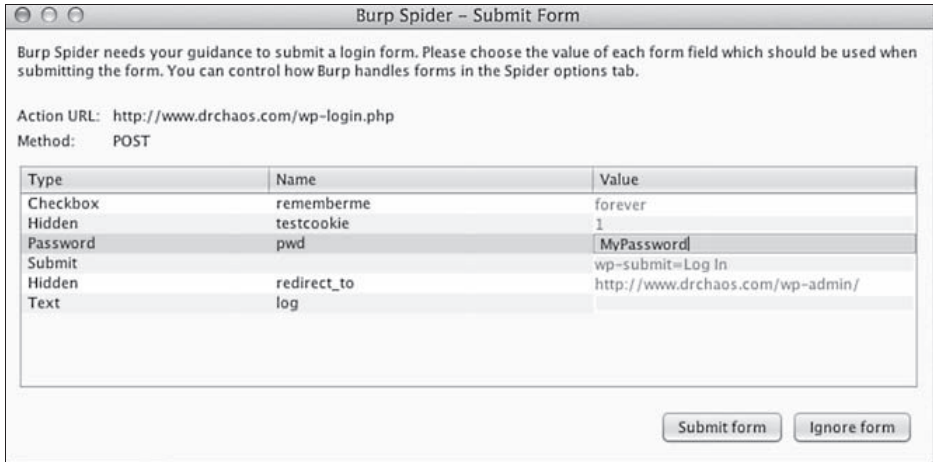 Burp Spider – Submit Form
Burp Spider needs your guidance to submit a login form. Please choose the value of each form field which should be used when
submitting the form. You can control how Burp handles forms in the Spider options tab.
Action URL: http://www.drchaos.com/wp-login.php
Method: POST
Type Name Value
Checkbox rememberme forever
Hidden testcookie 1
Password pwd MyPassword
Submit wp-submit=Log In
Hidden redirect_to http://www.drchaos.com/wp-admin/
Text log
Submit form Ignore form